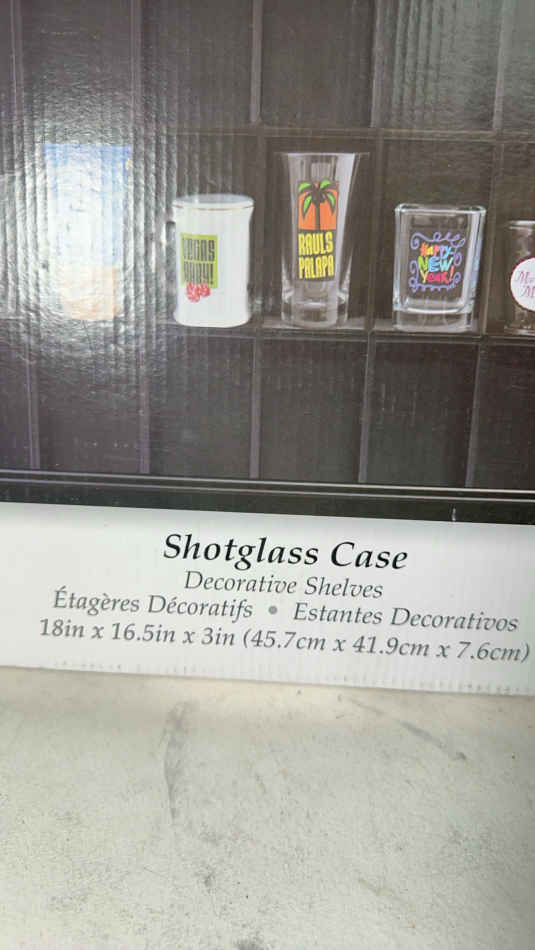 VEGAS
BABY!
RAULS
PALAPA
HAPPY
NEW
YEAR!
Shotglass Case
Decorative Shelves
Étagères Décoratifs • Estantes Decorativos
18in x 16.5in x 3in (45.7cm x 41.9cm x 7.6cm)